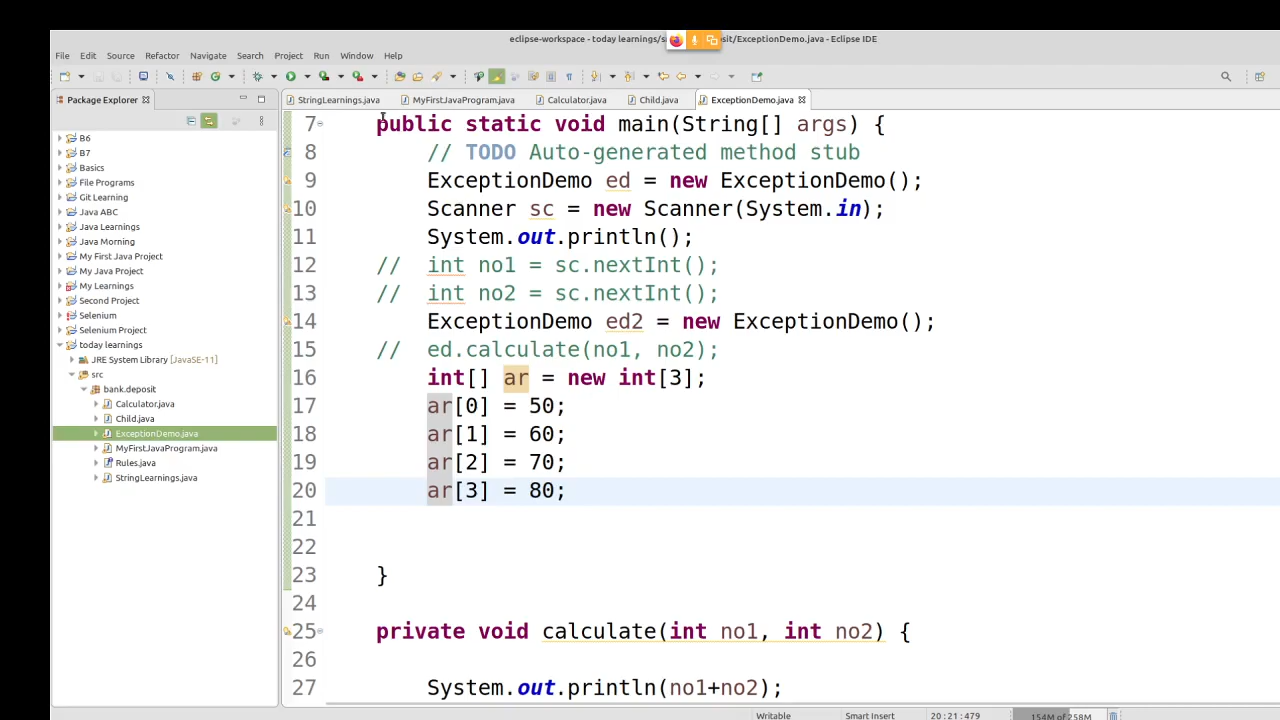 eclipse-workspace - today learnings/s sit/ExceptionDemo.java - Eclipse IDE
File Edit Source Refactor Navigate Search Project Run Window Help
Package Explorer
StringLearnings.java MyFirstJavaProgram.java Calculator.java Child.java ExceptionDemo.java
B6
B7
Basics
File Programs
Git Learning
Java ABC
Java Learnings
Java Morning
My First Java Project
My Java Project
My Learnings
Second Project
Selenium
Selenium Project
today learnings
JRE System Library [JavaSE-11]
src
bank.deposit
Calculator.java
Child.java
ExceptionDemo.java
MyFirstJavaProgram.java
Rules.java
StringLearnings.java
7 public static void main(String[] args) {
8 // TODO Auto-generated method stub
9 ExceptionDemo ed = new ExceptionDemo();
10 Scanner sc = new Scanner(System.in);
11 System.out.println();
12 // int no1 = sc.nextInt();
13 // int no2 = sc.nextInt();
14 ExceptionDemo ed2 = new ExceptionDemo();
15 // ed.calculate(no1, no2);
16 int[] ar = new int[3];
17 ar[0] = 50;
18 ar[1] = 60;
19 ar[2] = 70;
20 ar[3] = 80;
21
22
23 }
24
25 private void calculate(int no1, int no2) {
26
27 System.out.println(no1+no2);
Writable Smart Insert 20:21:479 154M of 258M